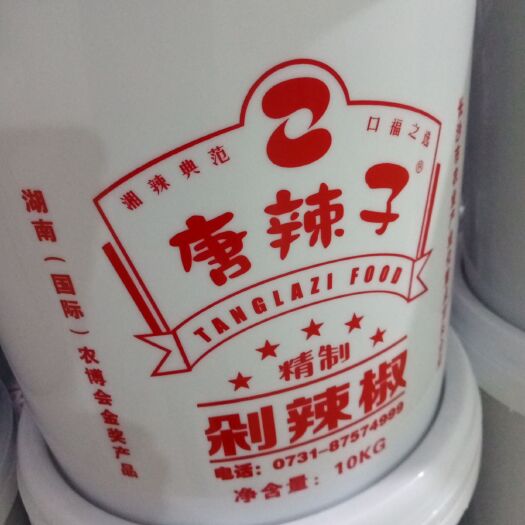 湘辣典范
口福之选
唐辣子®
TANGLAZI FOOD
精制
剁辣椒
电话：0731-87574999
净含量：10KG
湖南（国际）农博会金奖产品